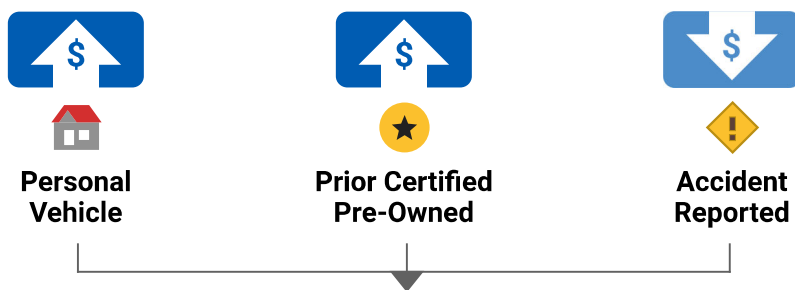 $ $ $
Personal
Vehicle
Prior Certified
Pre-Owned
!
Accident
Reported